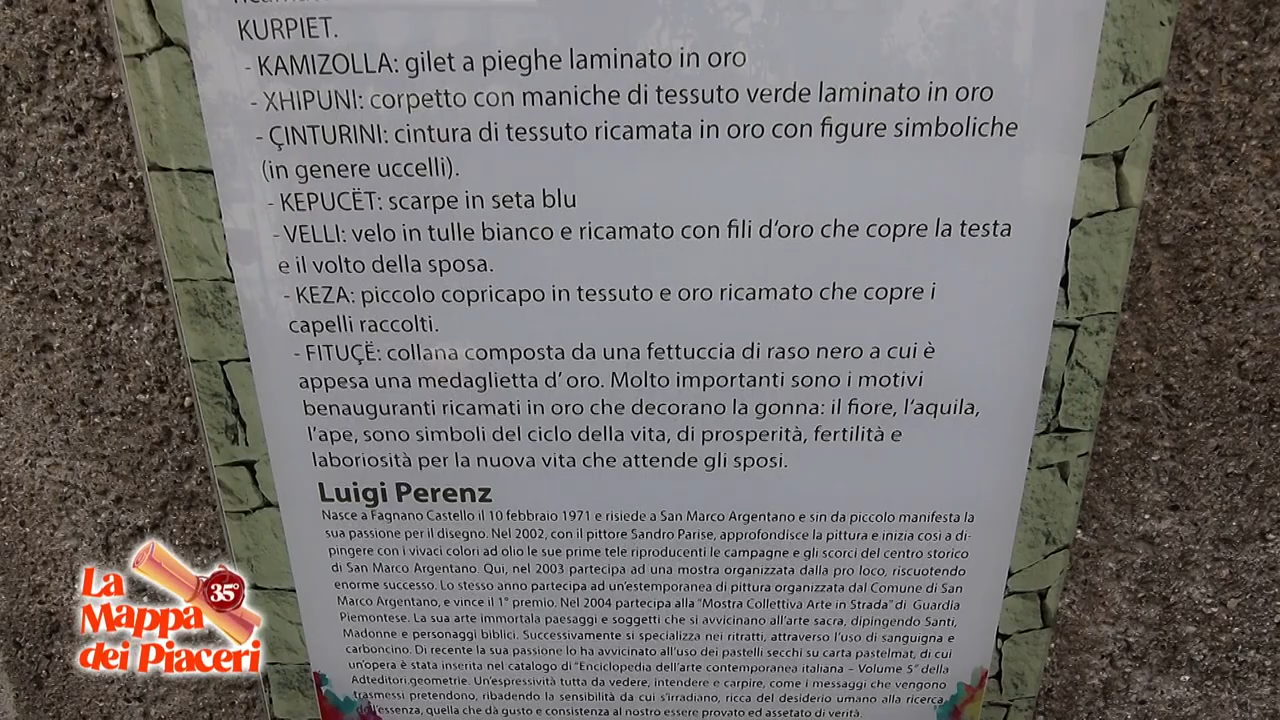 KURPIET.
- KAMIZOLLA: gilet a pieghe laminato in oro
- XHIPUNI: corpetto con maniche di tessuto verde laminato in oro
- ÇINTURINI: cintura di tessuto ricamata in oro con figure simboliche
(in genere uccelli).
- KEPUCËT: scarpe in seta blu
- VELLI: velo in tulle bianco e ricamato con fili d'oro che copre la testa
e il volto della sposa.
- KEZA: piccolo copricapo in tessuto e oro ricamato che copre i
capelli raccolti.
- FITUÇË: collana composta da una fettuccia di raso nero a cui è
appesa una medaglietta d' oro. Molto importanti sono i motivi
benauguranti ricamati in oro che decorano la gonna: il fiore, l'aquila,
l'ape, sono simboli del ciclo della vita, di prosperità, fertilità e
laboriosità per la nuova vita che attende gli sposi.
Luigi Perenz
Nasce a Fagnano Castello il 10 febbraio 1971 e risiede a San Marco Argentano e sin da piccolo manifesta la
sua passione per il disegno. Nel 2002, con il pittore Sandro Parise, approfondisce la pittura e inizia così a di-
pingere con i vivaci colori ad olio le sue prime tele riproducenti le campagne e gli scorci del centro storico
di San Marco Argentano. Qui, nel 2003 partecipa ad una mostra organizzata dalla pro loco, riscuotendo
enorme successo. Lo stesso anno partecipa ad un'estemporanea di pittura organizzata dal Comune di San
Marco Argentano, e vince il 1° premio. Nel 2004 partecipa alla "Mostra Collettiva Arte in Strada" di Guardia
Piemontese. La sua arte immortala paesaggi e soggetti che si avvicinano all'arte sacra, dipingendo Santi,
Madonne e personaggi biblici. Successivamente si specializza nei ritratti, attraverso l'uso di sanguigna e
carboncino. Di recente la sua passione lo ha avvicinato all'uso dei pastelli secchi su carta pastelmat, di cui
un'opera è stata inserita nel catalogo di "Enciclopedia dell'arte contemporanea italiana – Volume 5" della
Adteditori.geometrie. Un'espressività tutta da vedere, intendere e carpire, come i messaggi che vengono
trasmessi pretendono, ribadendo la sensibilità da cui s'irradiano, ricca del desiderio umano alla ricerca
dell'essenza, quella che dà gusto e consistenza al nostro essere provato ed assetato di verità.
La
Mappa
dei Piaceri
35°